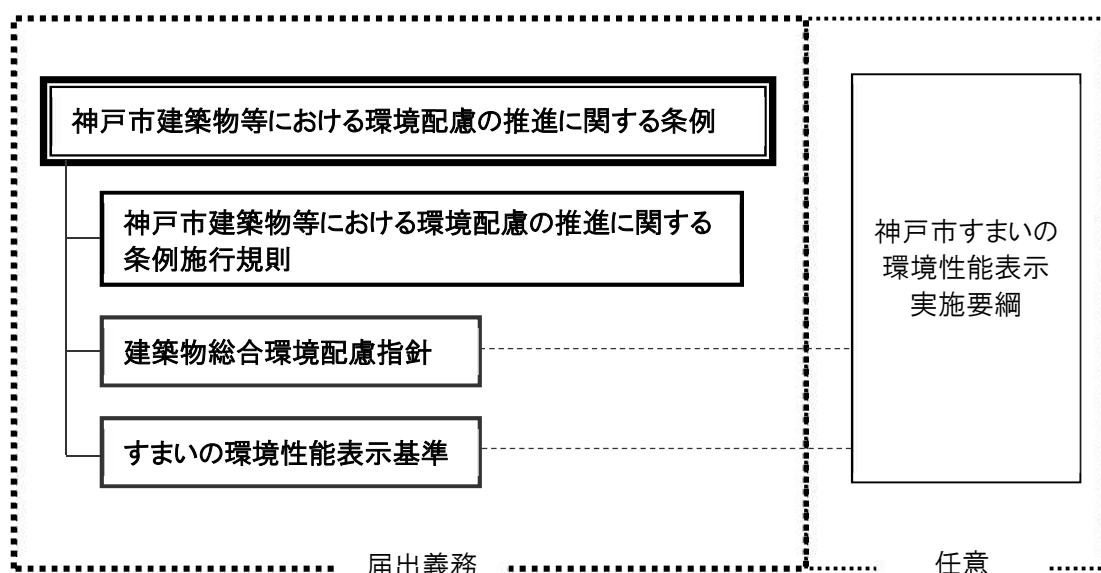 神戸市建築物等における環境配慮の推進に関する条例
神戸市建築物等における環境配慮の推進に関する
条例施行規則
建築物総合環境配慮指針
すまいの環境性能表示基準
神戸市すまいの
環境性能表示
実施要綱
届出義務
任意